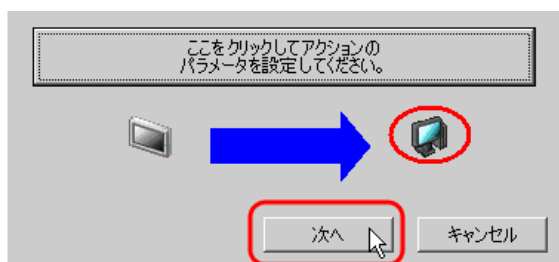 ここをクリックしてアクションの
パラメータを設定してください。
次へ
キャンセル